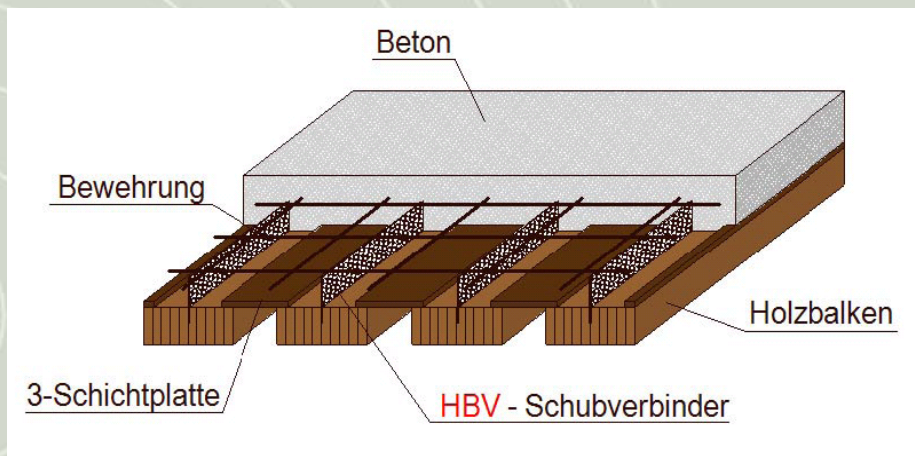 Beton
Bewehrung
Holzbalken
3-Schichtplatte
HBV - Schubverbinder